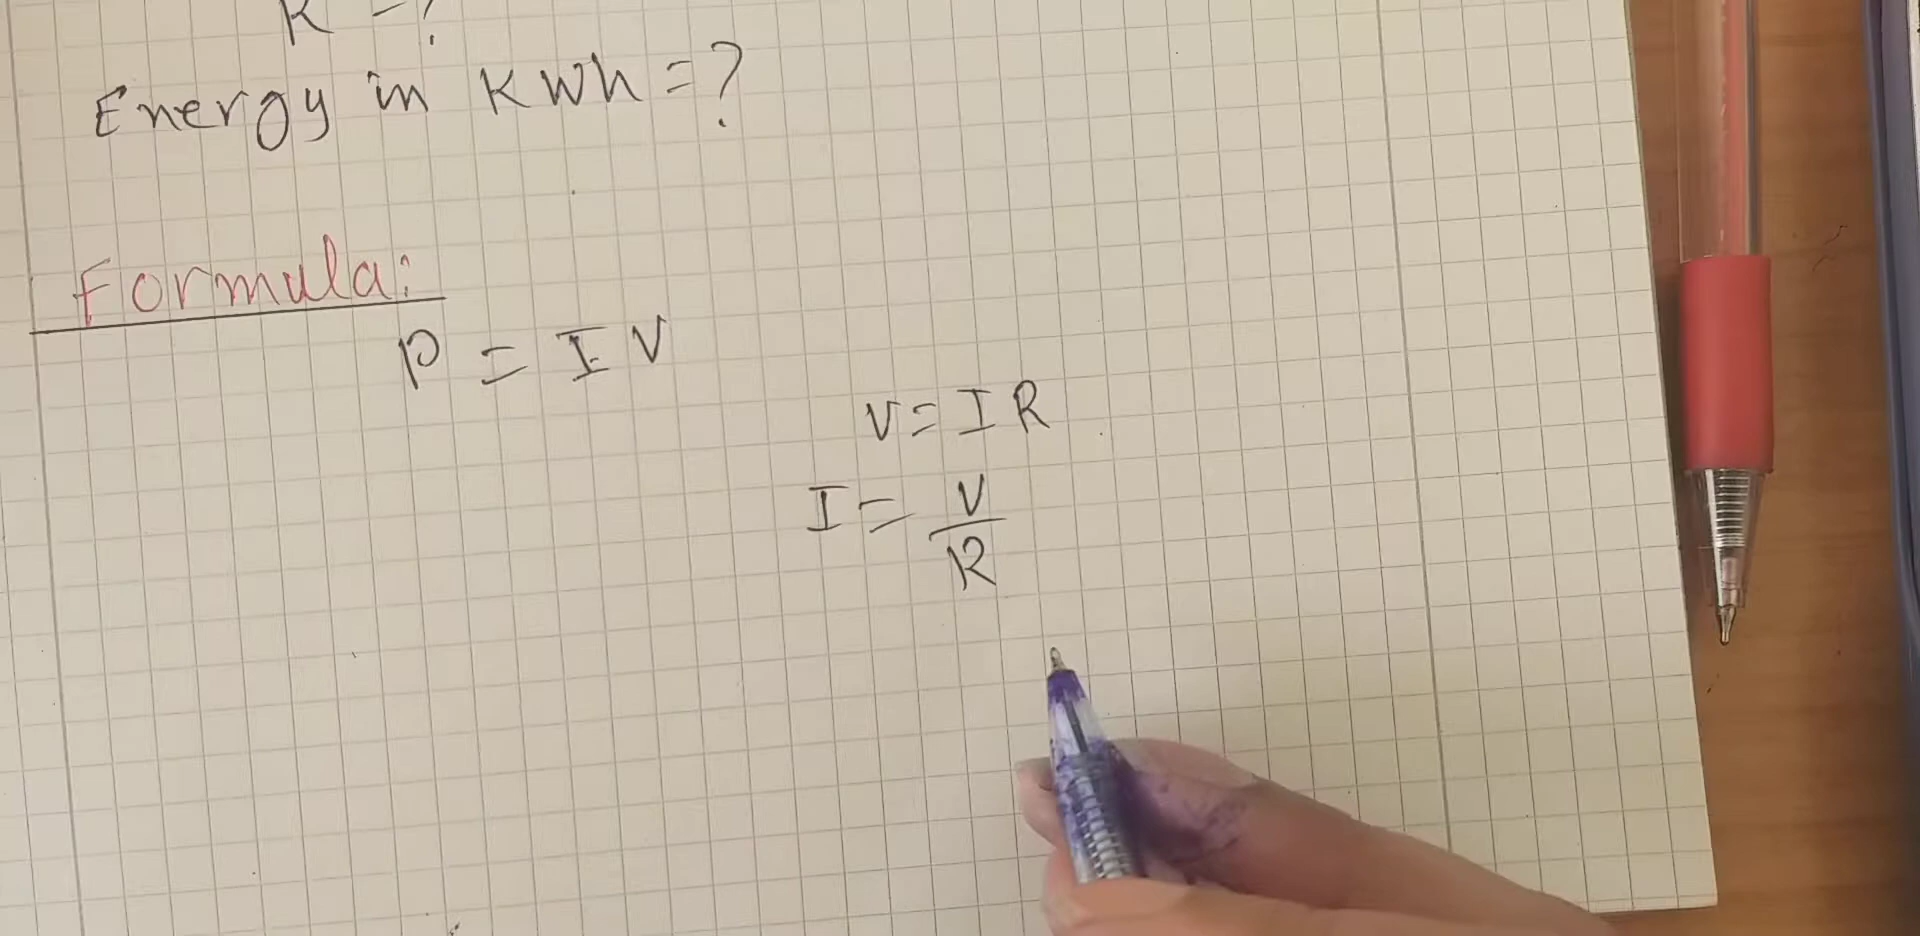 R = ?
Energy in KWh = ?
Formula:
P = I V
V = I R
I = V / R